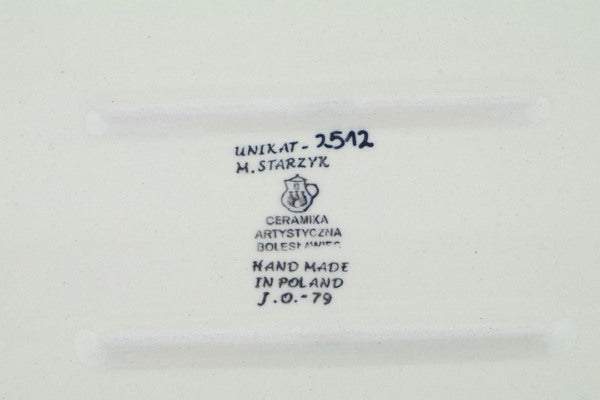 UNIKAT - 2512
M. STARZYK
CERAMIKA
ARTYSTYCZNA
BOLESŁAWIEC
HAND MADE
IN POLAND
J.O.-79